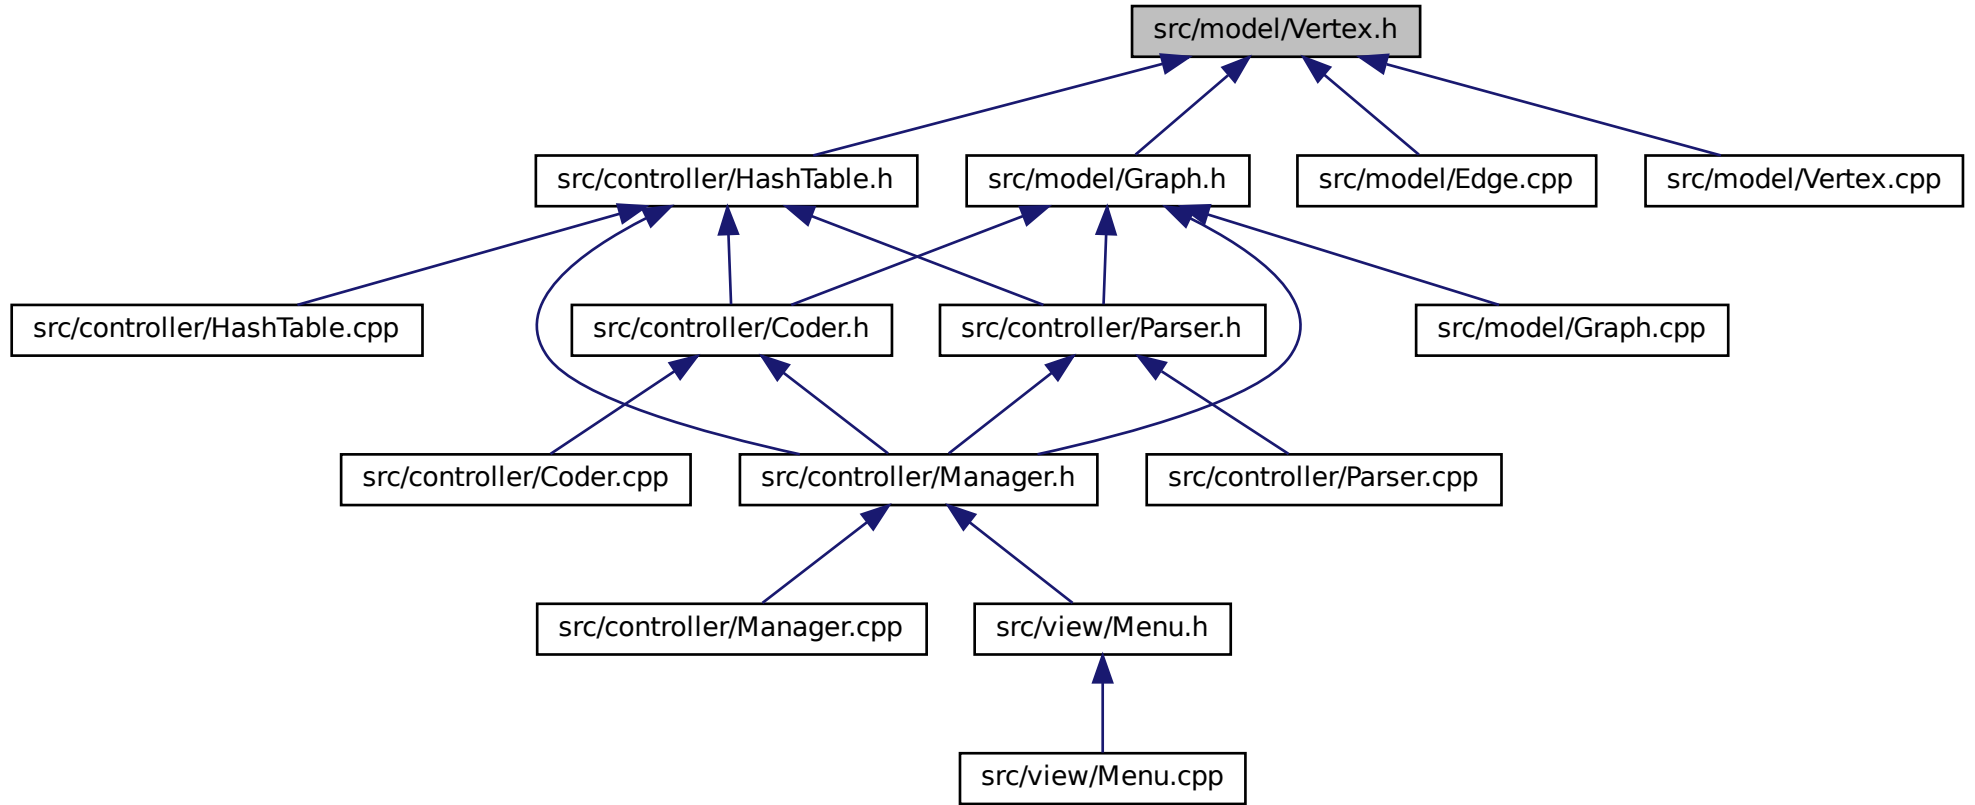 src/model/Vertex.h
src/controller/HashTable.h
src/model/Graph.h
src/model/Edge.cpp
src/model/Vertex.cpp
src/controller/HashTable.cpp
src/controller/Coder.h
src/controller/Parser.h
src/model/Graph.cpp
src/controller/Coder.cpp
src/controller/Manager.h
src/controller/Parser.cpp
src/controller/Manager.cpp
src/view/Menu.h
src/view/Menu.cpp